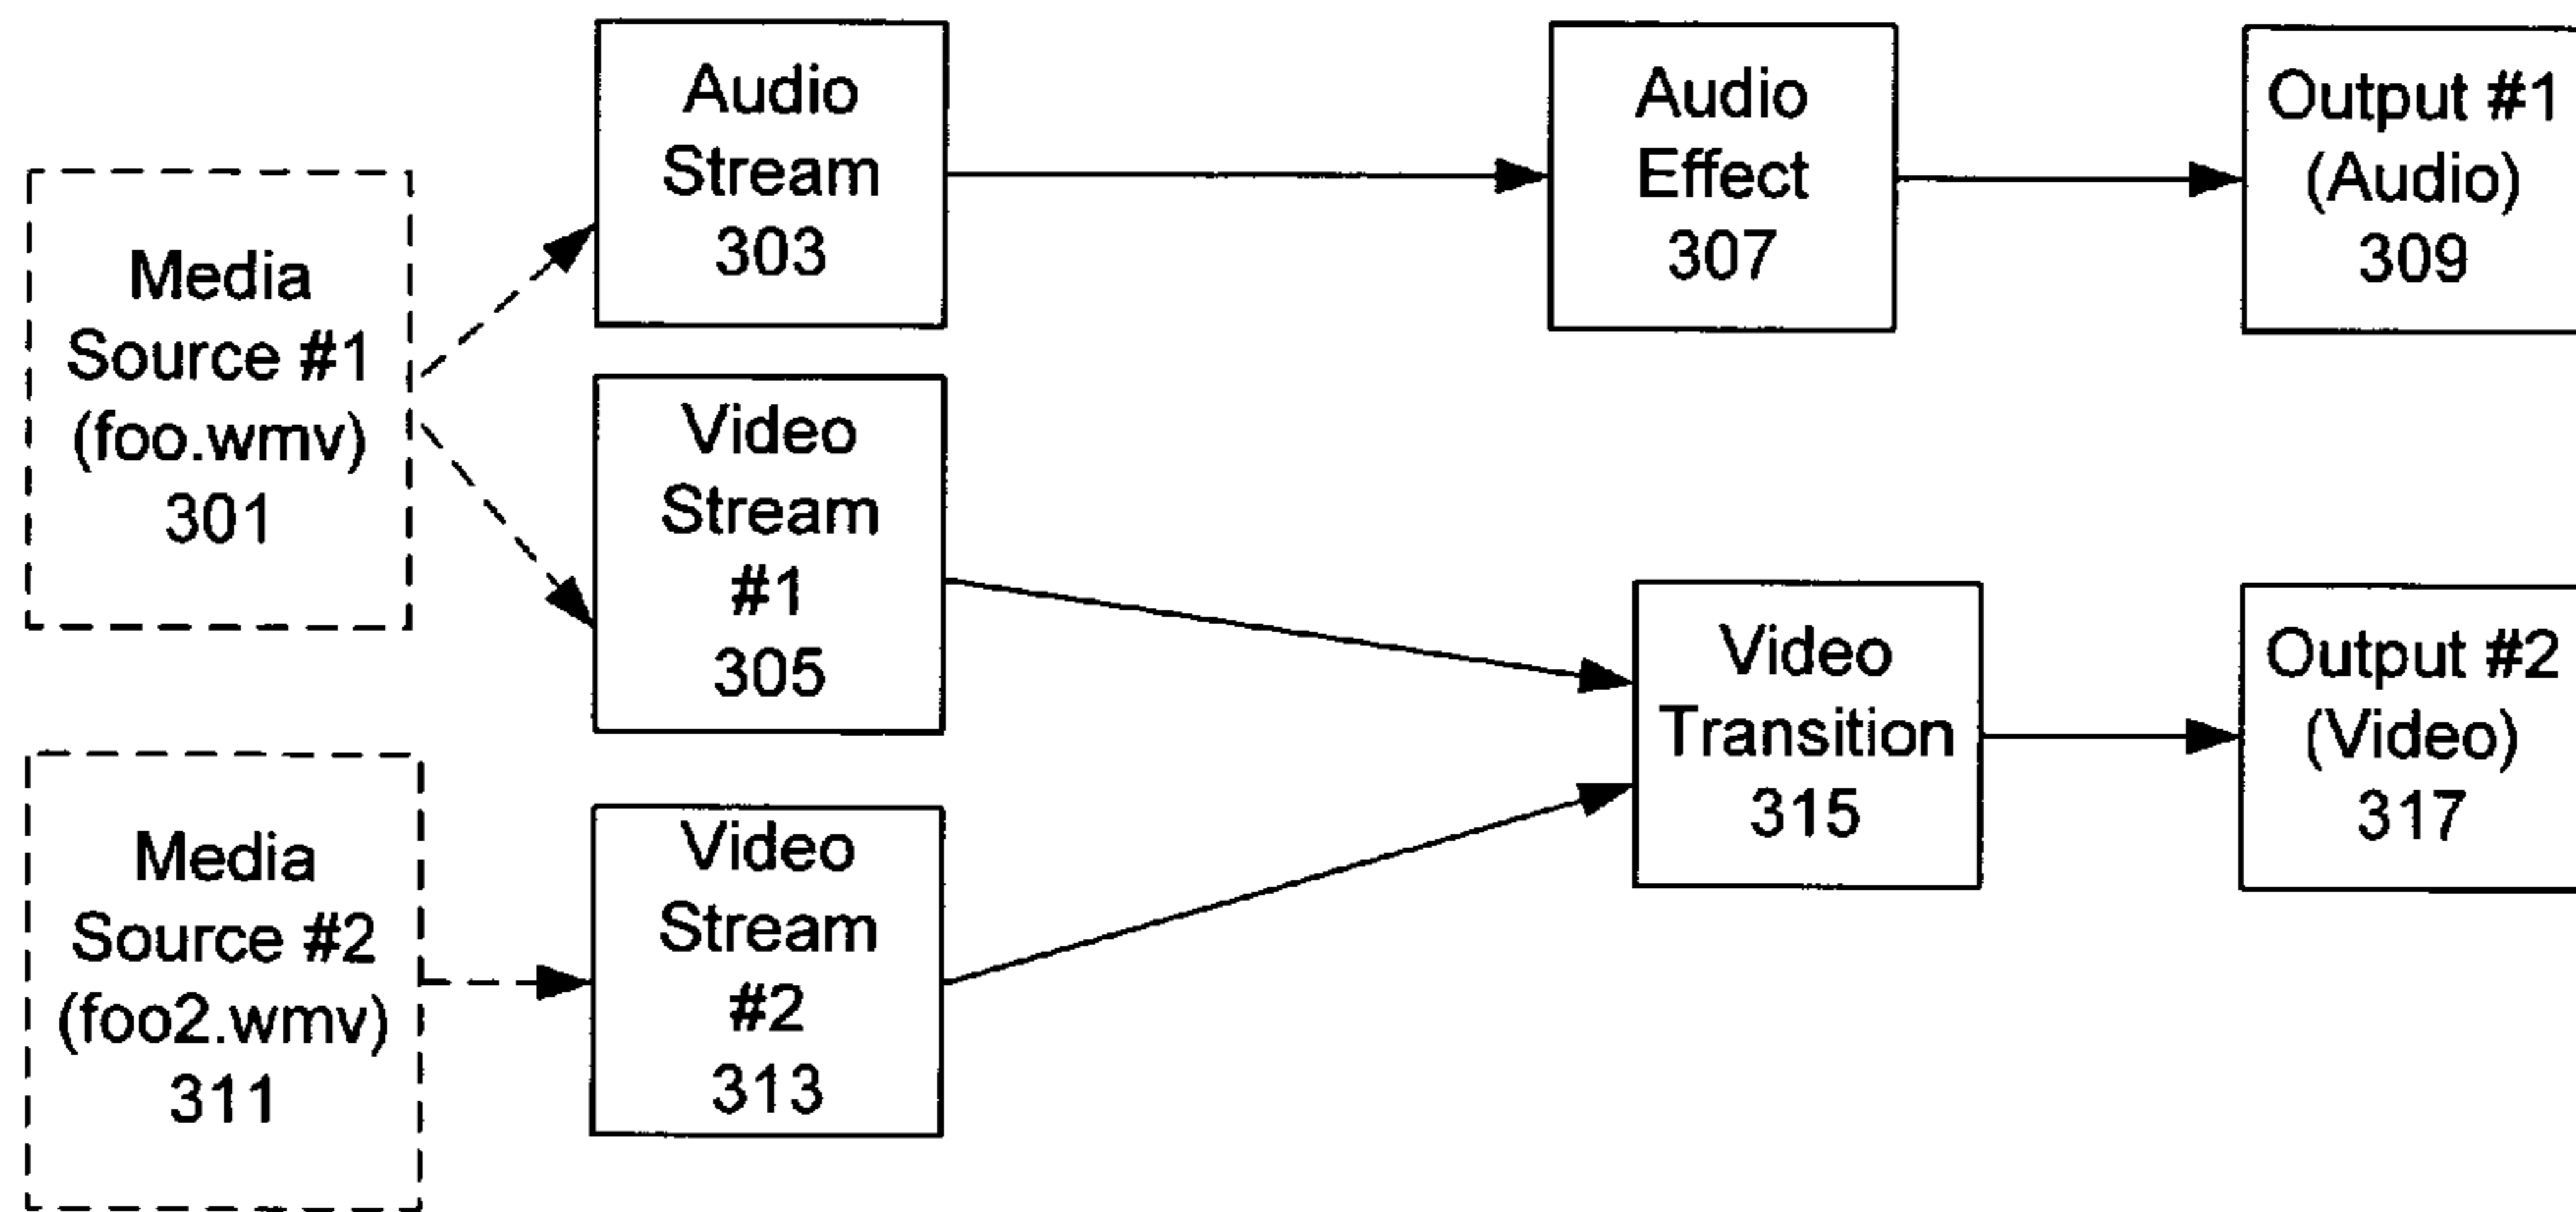 Media
Source #1
(foo.wmv)
301
Audio
Stream
303
Video
Stream
#1
305
Audio
Effect
307
Output #1
(Audio)
309
Media
Source #2
(foo2.wmv)
311
Video
Stream
#2
313
Video
Transition
315
Output #2
(Video)
317